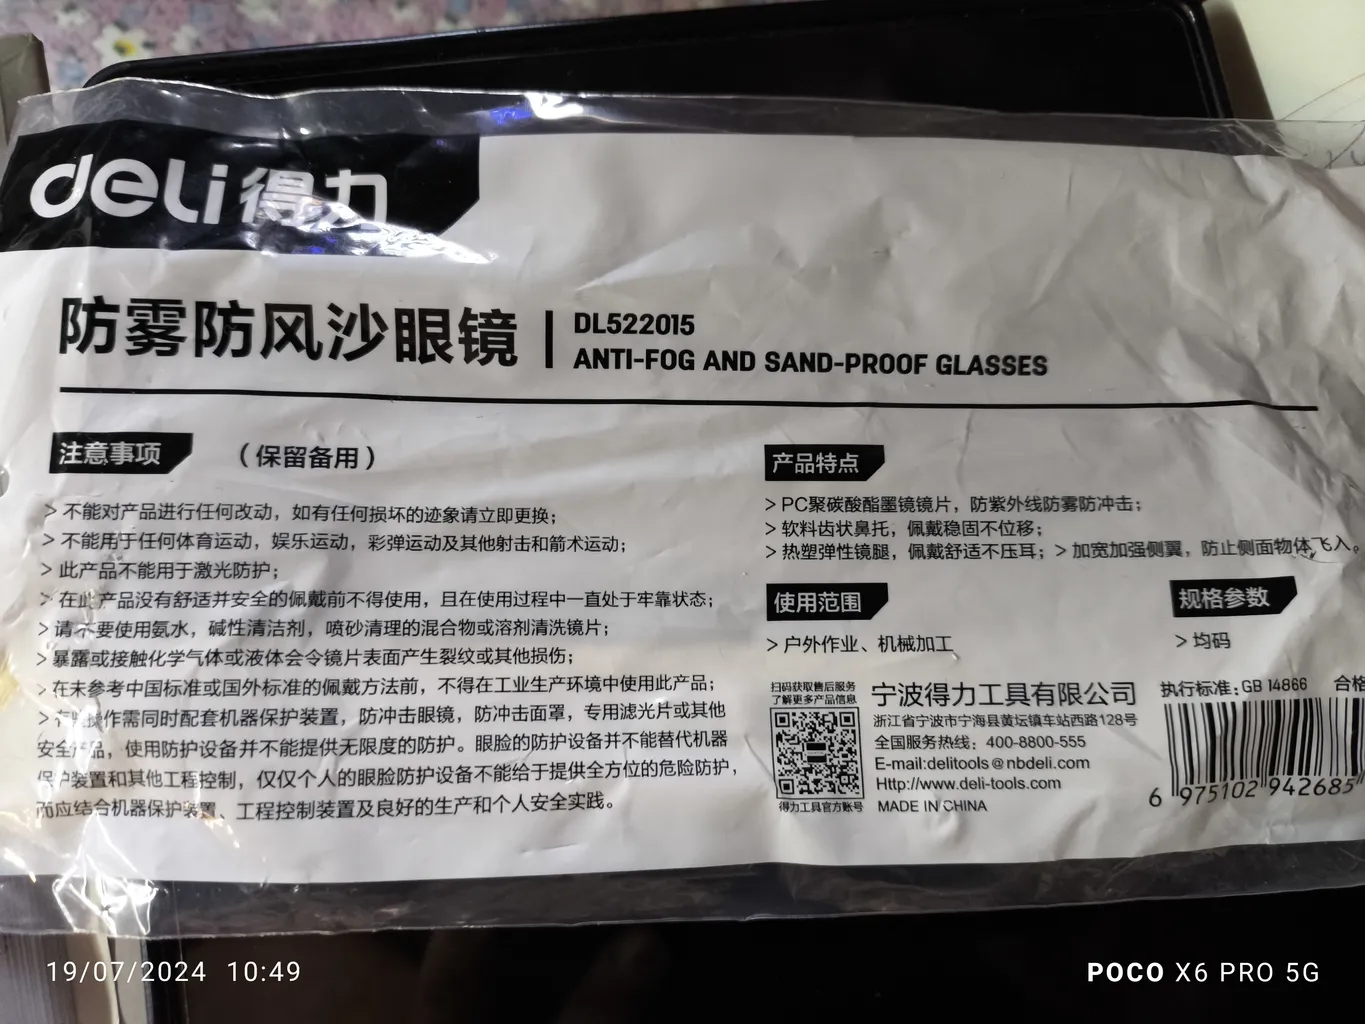 deli得力
防雾防风沙眼镜
DL522015
ANTI-FOG AND SAND-PROOF GLASSES
注意事项 （保留备用）
> 不能对产品进行任何改动，如有任何损坏的迹象请立即更换；
> 不能用于任何体育运动，娱乐运动，彩弹运动及其他射击和箭术运动；
> 此产品不能用于激光防护；
> 在此产品没有舒适并安全的佩戴前不得使用，且在使用过程中一直处于牢靠状态；
> 请不要使用氨水，碱性清洁剂，喷砂清理的混合物或溶剂清洗镜片；
> 暴露或接触化学气体或液体会令镜片表面产生裂纹或其他损伤；
> 在未参考中国标准或国外标准的佩戴方法前，不得在工业生产环境中使用此产品；
> 操作需同时配套机器保护装置，防冲击眼镜，防冲击面罩，专用滤光片或其他
安全产品，使用防护设备并不能提供无限度的防护。眼脸的防护设备并不能替代机器
保护装置和其他工程控制，仅仅个人的眼脸防护设备不能给于提供全方位的危险防护，
而应结合机器保护装置、工程控制装置及良好的生产和个人安全实践。
产品特点
> PC聚碳酸酯墨镜镜片，防紫外线防雾防冲击；
> 软料齿状鼻托，佩戴稳固不位移；
> 热塑弹性镜腿，佩戴舒适不压耳； > 加宽加强侧翼，防止侧面物体飞入。
使用范围
> 户外作业、机械加工
规格参数
> 均码
扫码获取售后服务
了解更多产品信息
得力工具官方账号
宁波得力工具有限公司
浙江省宁波市宁海县黄坛镇车站西路128号
全国服务热线：400-8800-555
E-mail:delitools@nbdeli.com
Http://www.deli-tools.com
MADE IN CHINA
执行标准：GB 14866 合格
6 975102 942685
19/07/2024 10:49
POCO X6 PRO 5G